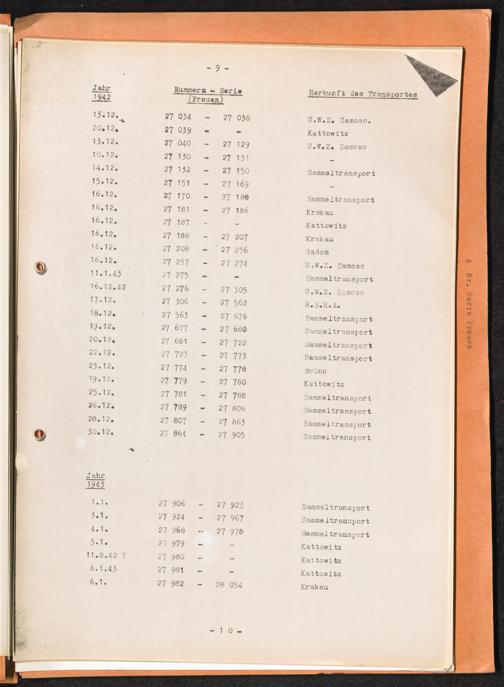 - 9 -
Jahr Nummern - Serie Herkunft des Transportes
1942 (Frauen)
13.12. 27 034 - 27 038 U.W.Z. Zamosc.
20.12. 27 039 - - Kattowitz
13.12. 27 040 - 27 129 U.W.Z. Zamosc
10.12. 27 130 - 27 131 -
14.12. 27 132 - 27 150 Sammeltransport
15.12. 27 151 - 27 169 -
16.12. 27 170 - 27 180 Sammeltransport
16.12. 27 181 - 27 186 Krakau
16.12. 27 187 - - Kattowitz
16.12. 27 188 - 27 207 Krakau
16.12. 27 208 - 27 256 Radom
16.12. 27 257 - 27 274 U.W.Z. Zamosc
11.1.43 27 275 - - Sammeltransport
16.12.42 27 276 - 27 305 U.W.Z. Zamosc
17.12. 27 306 - 27 562 R.S.H.A.
18.12. 27 563 - 27 676 Sammeltransport
19.12. 27 677 - 27 680 Sammeltransport
20.12. 27 681 - 27 722 Sammeltransport
22.12. 27 723 - 27 773 Sammeltransport
23.12. 27 774 - 27 778 Brünn
19.12. 27 779 - 27 780 Kattowitz
25.12. 27 781 - 27 788 Sammeltransport
26.12. 27 789 - 27 806 Sammeltransport
28.12. 27 807 - 27 863 Sammeltransport
30.12. 27 864 - 27 905 Sammeltransport
Jahr
1943
1.1. 27 906 - 27 923 Sammeltransport
3.1. 27 924 - 27 967 Sammeltransport
4.1. 27 968 - 27 978 Sammeltransport
5.1. 27 979 - - Kattowitz
11.8.42 ? 27 980 - - Kattowitz
6.1.43 27 981 - - Kattowitz
6.1. 27 982 - 28 054 Krakau
- 10 -
Nr. Serie Frauen